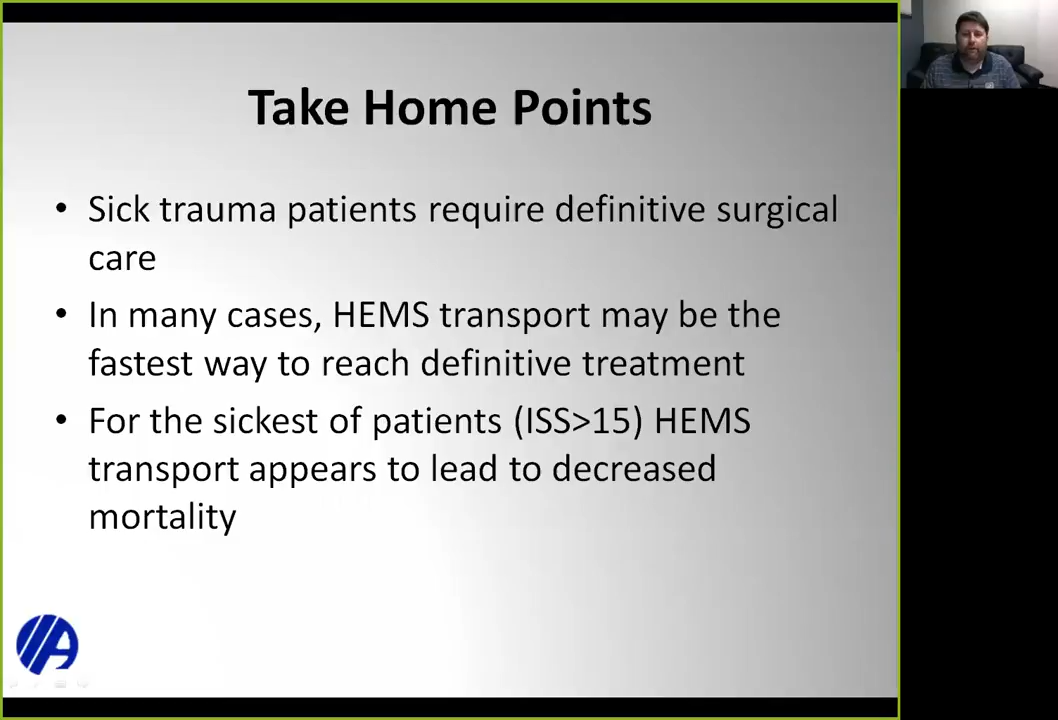 Take Home Points
• Sick trauma patients require definitive surgical
care
• In many cases, HEMS transport may be the
fastest way to reach definitive treatment
• For the sickest of patients (ISS>15) HEMS
transport appears to lead to decreased
mortality
A